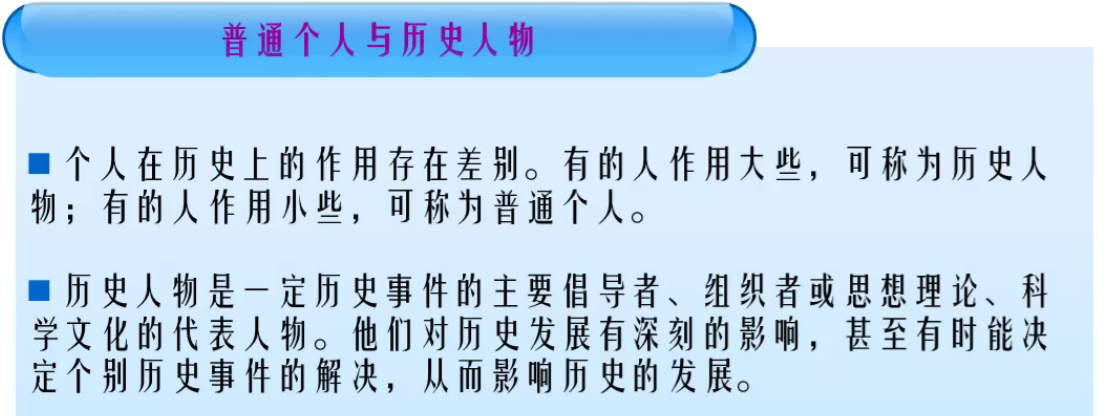 普通个人与历史人物
■个人在历史上的作用存在差别。有的人作用大些，可称为历史人
物；有的人作用小些，可称为普通个人。
■历史人物是一定历史事件的主要倡导者、组织者或思想理论、科
学文化的代表人物。他们对历史发展有深刻的影响，甚至有时能决
定个别历史事件的解决，从而影响历史的发展。